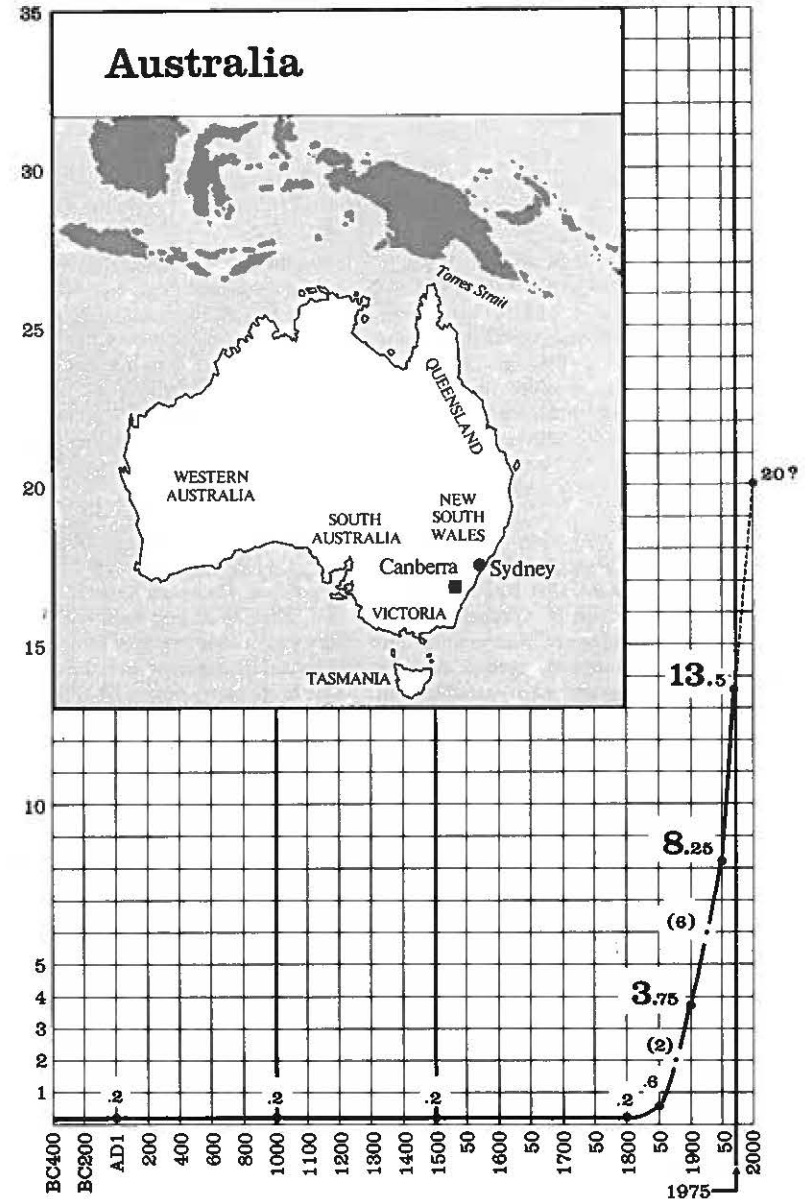 35
Australia
30
Torres Strait
25
QUEENSLAND
20
WESTERN
AUSTRALIA
SOUTH
AUSTRALIA
NEW
SOUTH
WALES
Canberra
Sydney
VICTORIA
TASMANIA
20?
15
13.5
10
8.25
(6)
5
4
3.75
3
2
(2)
1
.2
.2
.2
.2
.6
BC400
BC200
AD1
200
400
600
800
1000
1100
1200
1300
1400
1500
50
1600
50
1700
50
1800
50
1900
50
2000
1975